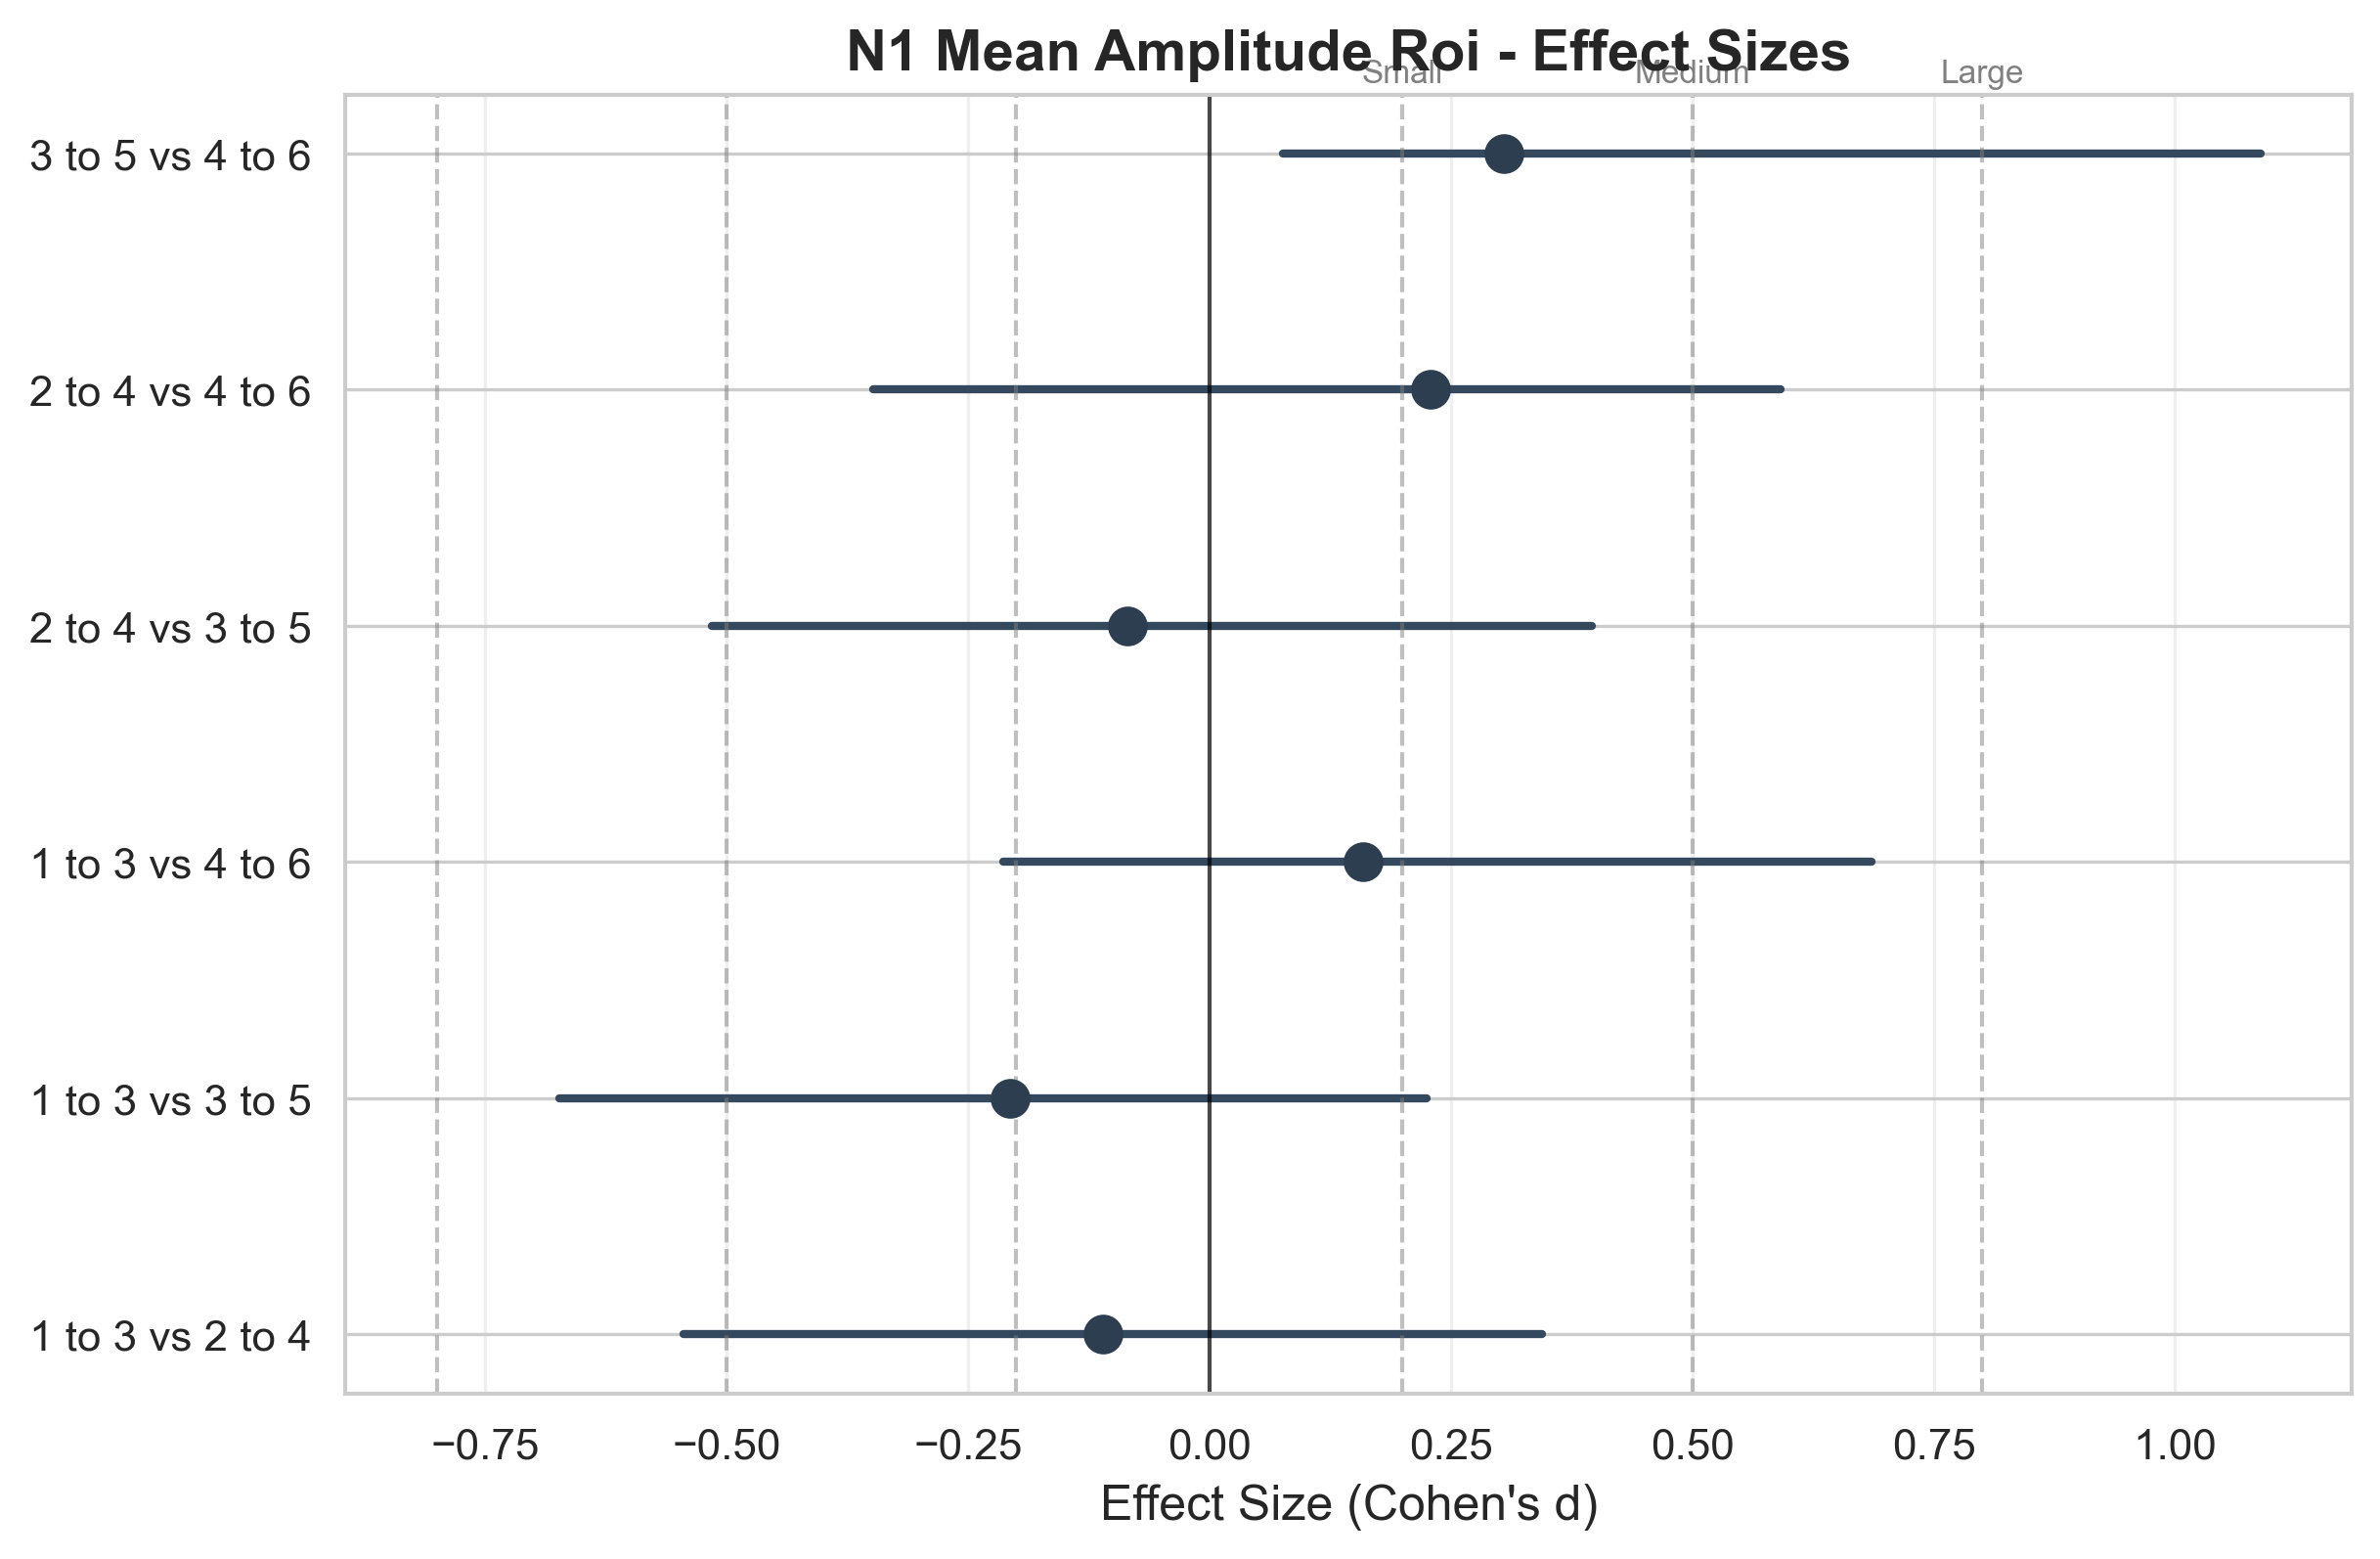 N1 Mean Amplitude Roi - Effect Sizes
Small Medium Large
3 to 5 vs 4 to 6
2 to 4 vs 4 to 6
2 to 4 vs 3 to 5
1 to 3 vs 4 to 6
1 to 3 vs 3 to 5
1 to 3 vs 2 to 4
−0.75 −0.50 −0.25 0.00 0.25 0.50 0.75 1.00
Effect Size (Cohen's d)